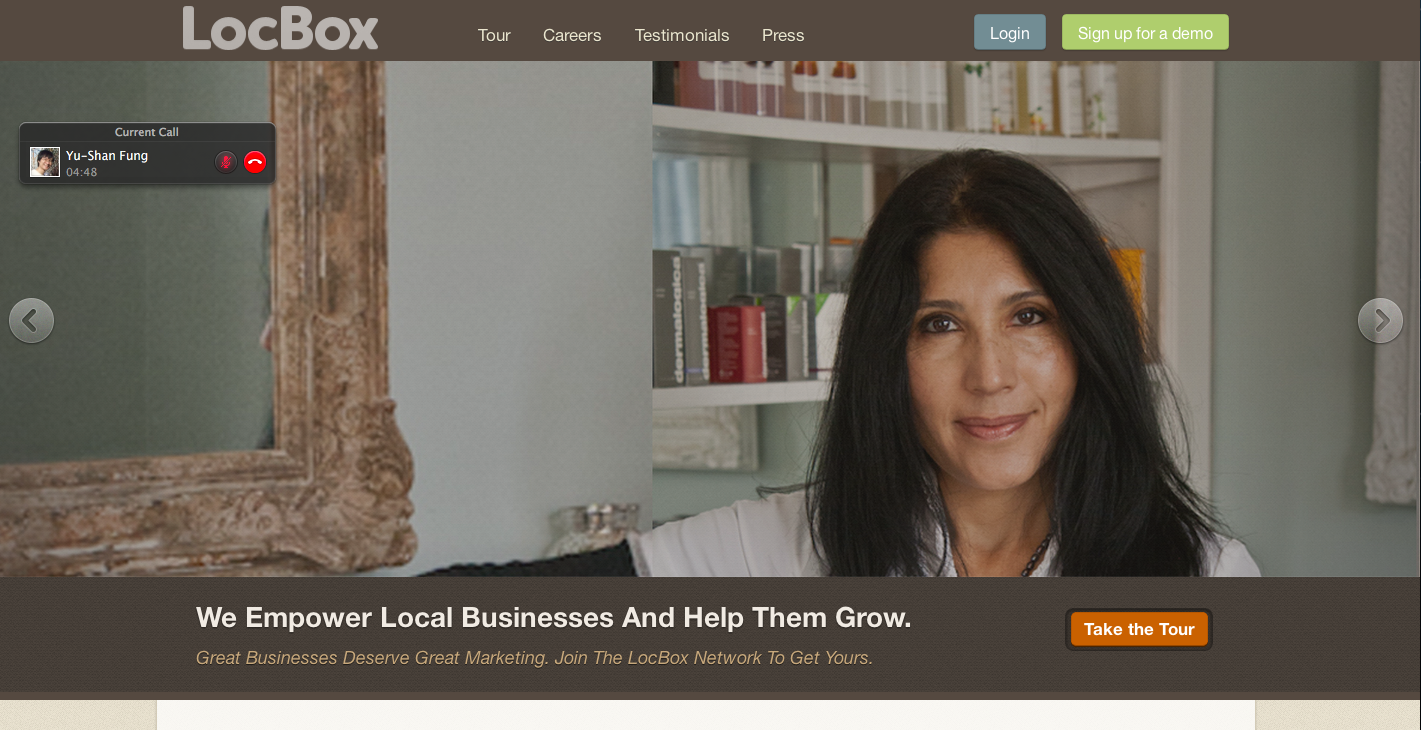 LocBox
Tour Careers Testimonials Press
Login
Sign up for a demo
Current Call
Yu-Shan Fung
04:48
dermalogica
dermalogica
We Empower Local Businesses And Help Them Grow.
Great Businesses Deserve Great Marketing. Join The LocBox Network To Get Yours.
Take the Tour